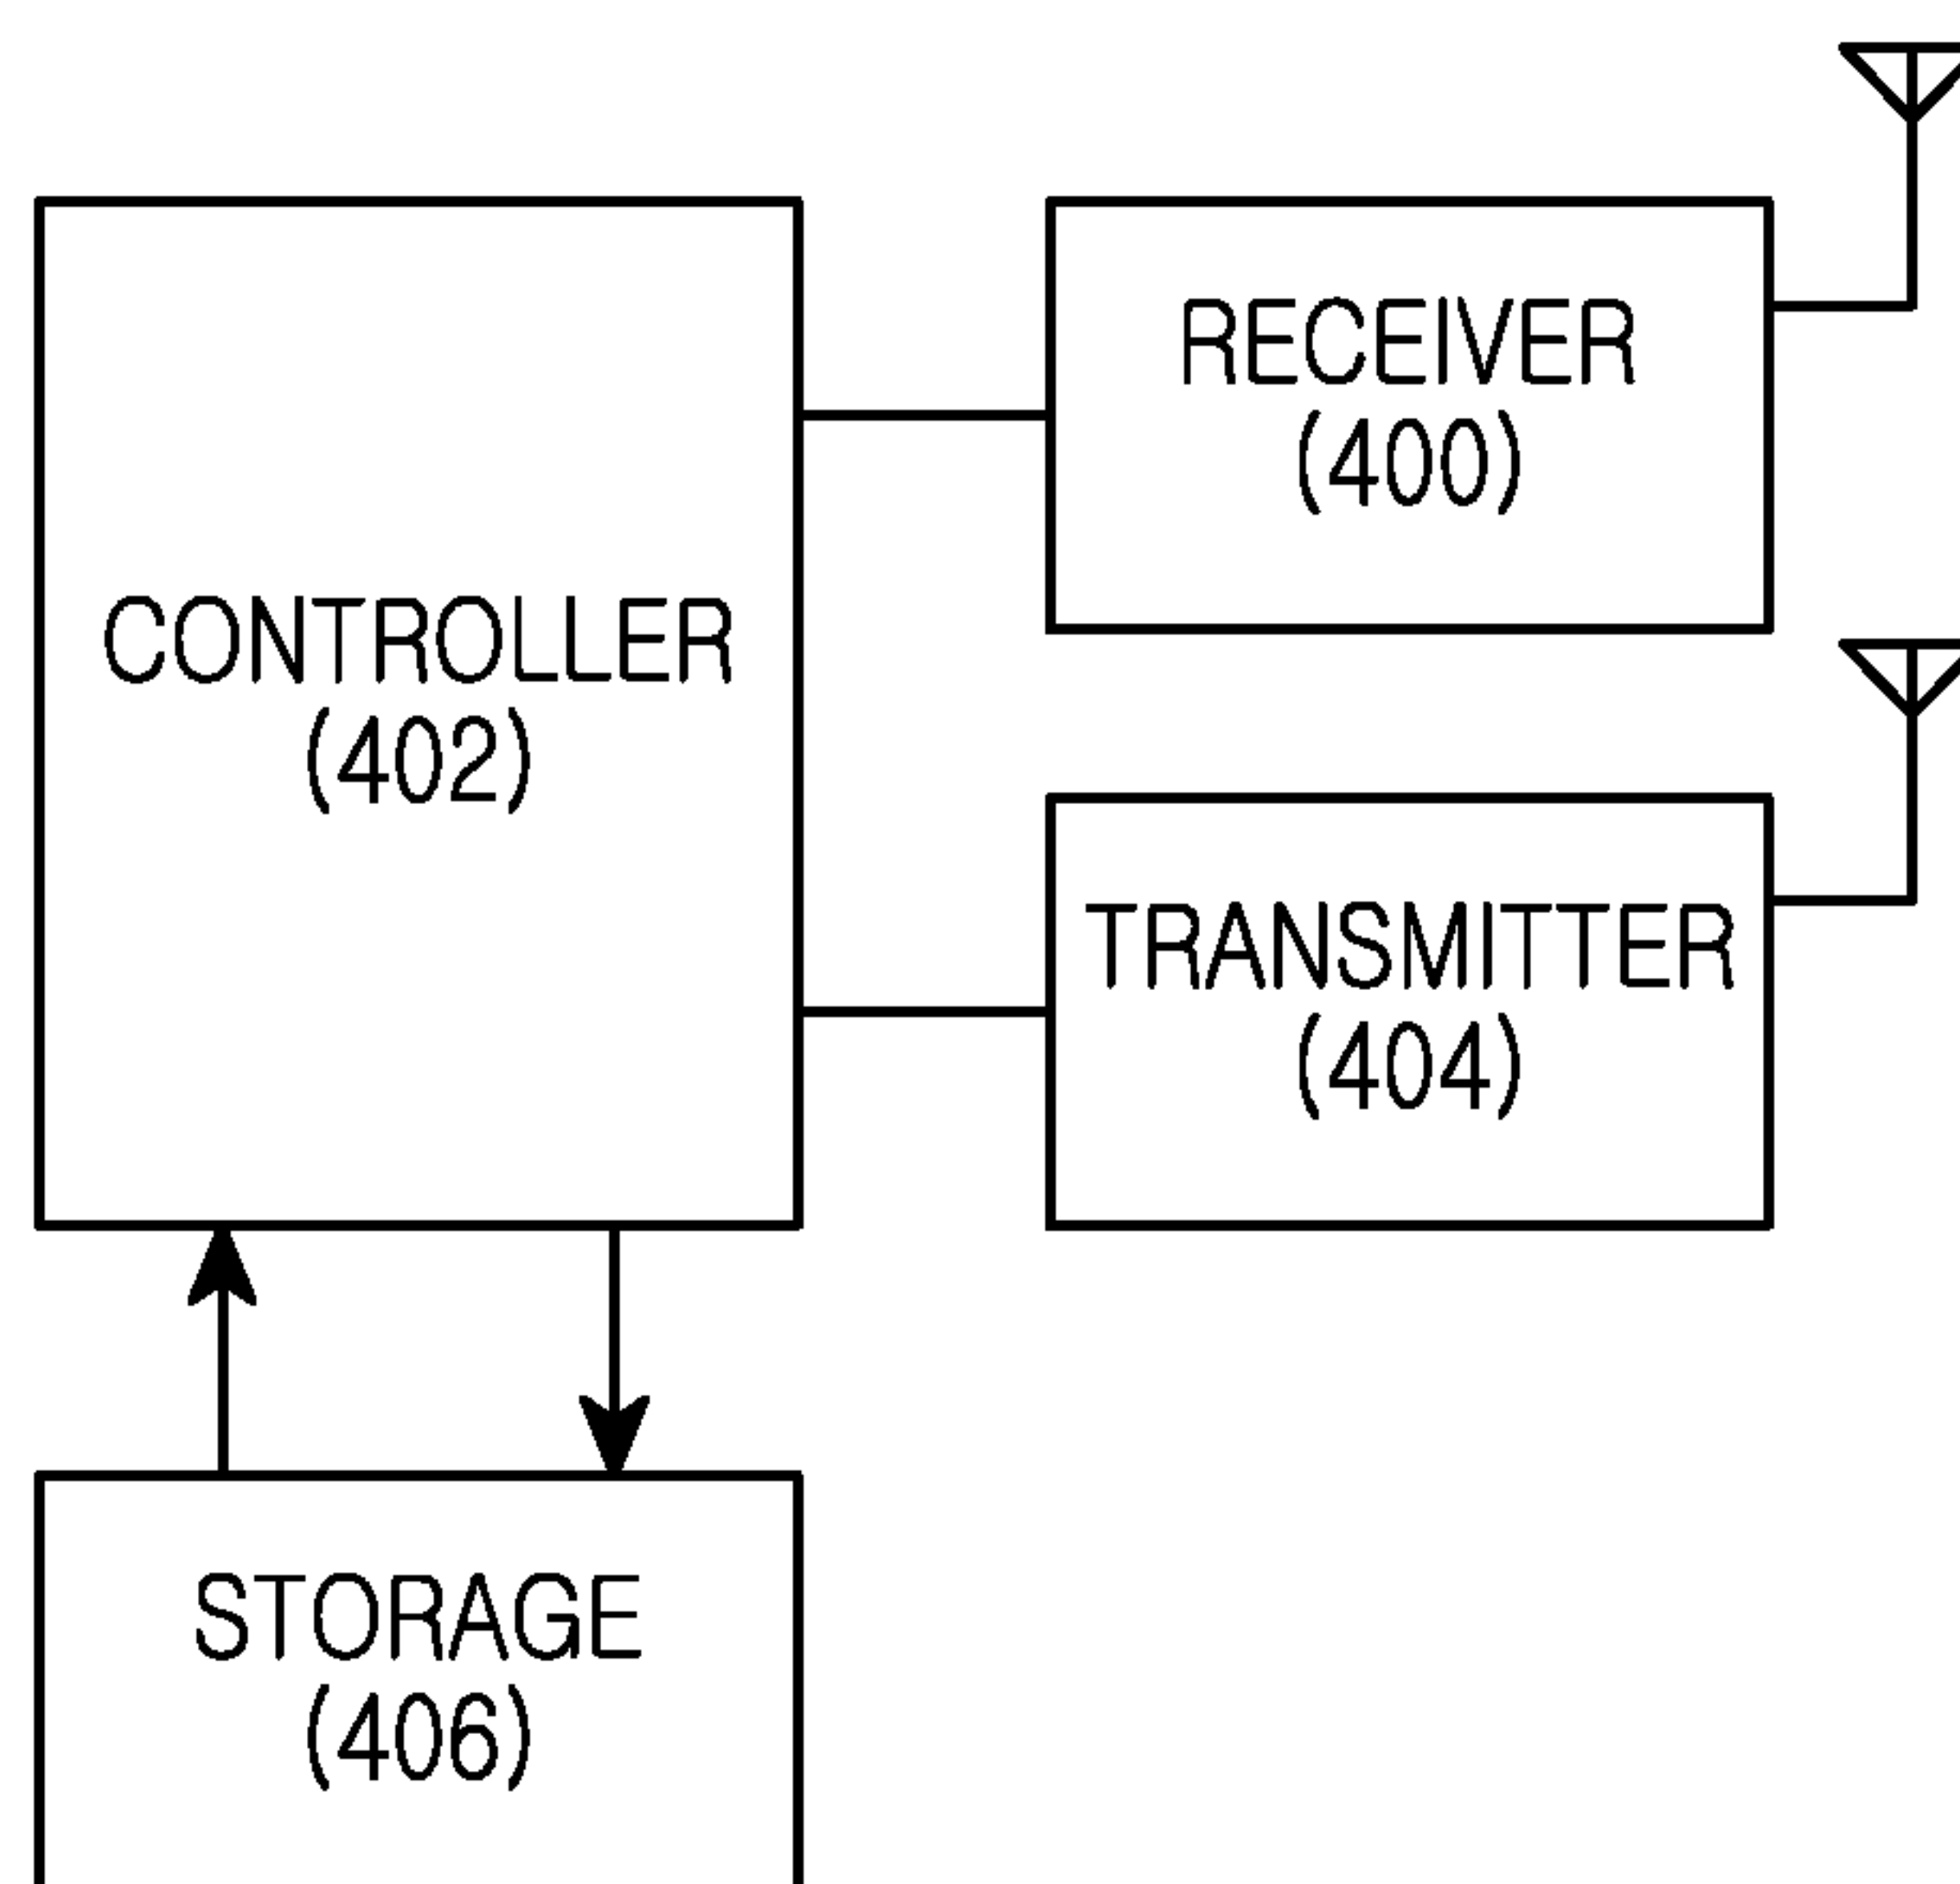 RECEIVER
(400)
CONTROLLER
(402)
TRANSMITTER
(404)
STORAGE
(406)